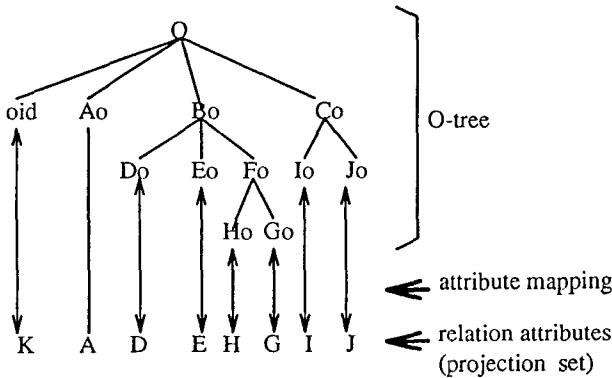 O
oid Ao Bo Co
O-tree
Do Eo Fo Io Jo
Ho Go
attribute mapping
K A D E H G I J
relation attributes
(projection set)